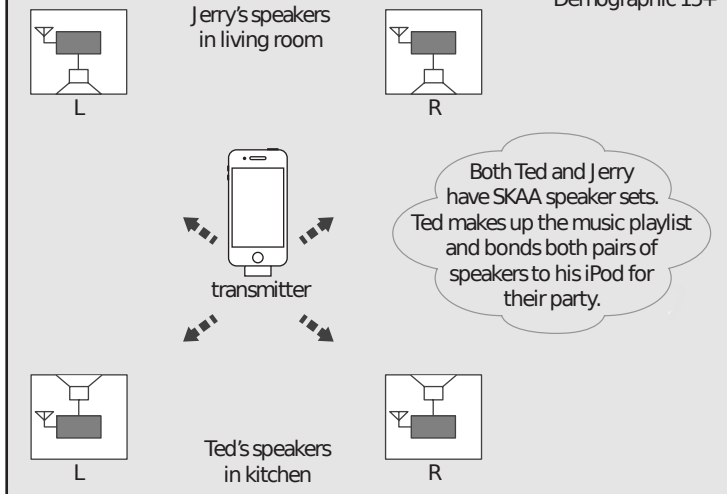 Demographic 15+
Jerry's speakers
in living room
L
R
Both Ted and Jerry
have SKAA speaker sets.
Ted makes up the music playlist
and bonds both pairs of
speakers to his iPod for
their party.
transmitter
Ted's speakers
in kitchen
L
R